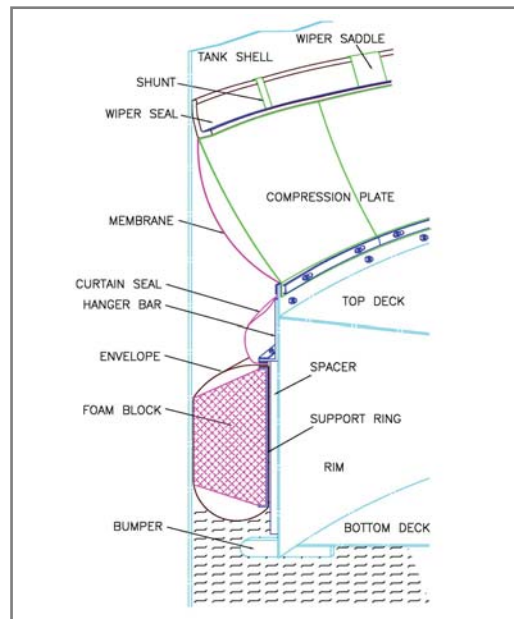 WIPER SADDLE
TANK SHELL
SHUNT
WIPER SEAL
COMPRESSION PLATE
MEMBRANE
CURTAIN SEAL
HANGER BAR
TOP DECK
ENVELOPE
SPACER
FOAM BLOCK
SUPPORT RING
RIM
BUMPER
BOTTOM DECK